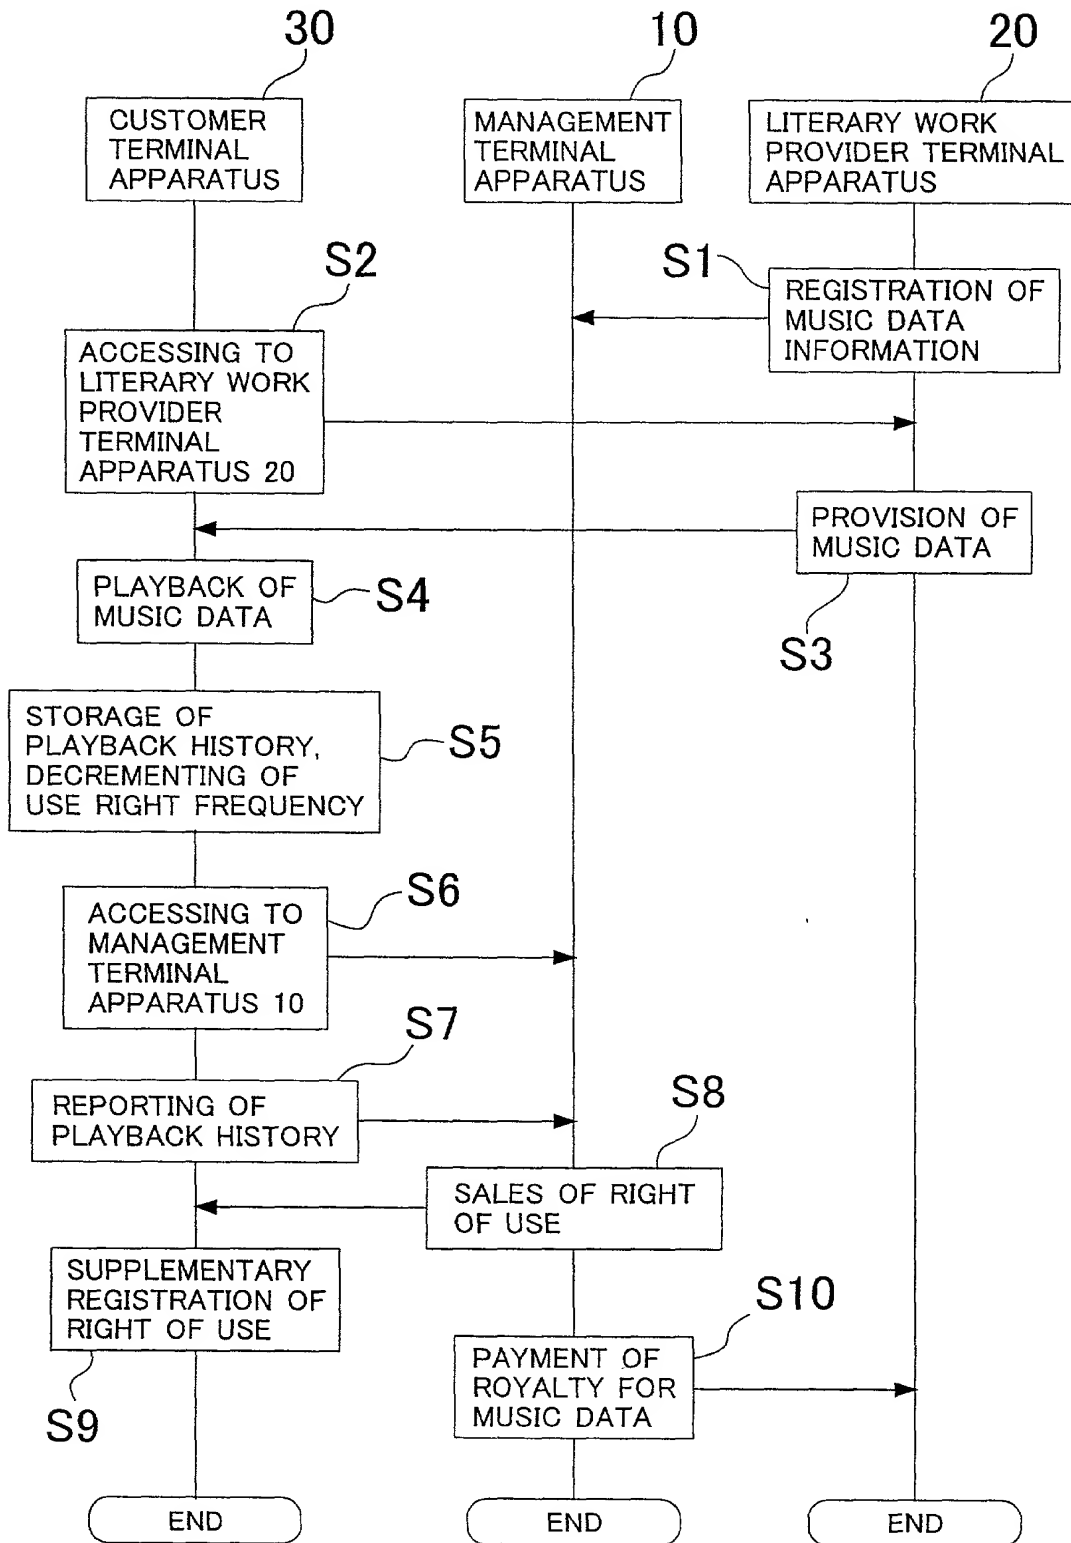 30
10
20
CUSTOMER
TERMINAL
APPARATUS
MANAGEMENT
TERMINAL
APPARATUS
LITERARY WORK
PROVIDER TERMINAL
APPARATUS
S1
REGISTRATION OF
MUSIC DATA
INFORMATION
S2
ACCESSING TO
LITERARY WORK
PROVIDER
TERMINAL
APPARATUS 20
PROVISION OF
MUSIC DATA
S3
PLAYBACK OF
MUSIC DATA
S4
STORAGE OF
PLAYBACK HISTORY,
DECREMENTING OF
USE RIGHT FREQUENCY
S5
ACCESSING TO
MANAGEMENT
TERMINAL
APPARATUS 10
S6
S7
REPORTING OF
PLAYBACK HISTORY
S8
SALES OF RIGHT
OF USE
SUPPLEMENTARY
REGISTRATION OF
RIGHT OF USE
S9
S10
PAYMENT OF
ROYALTY FOR
MUSIC DATA
END
END
END